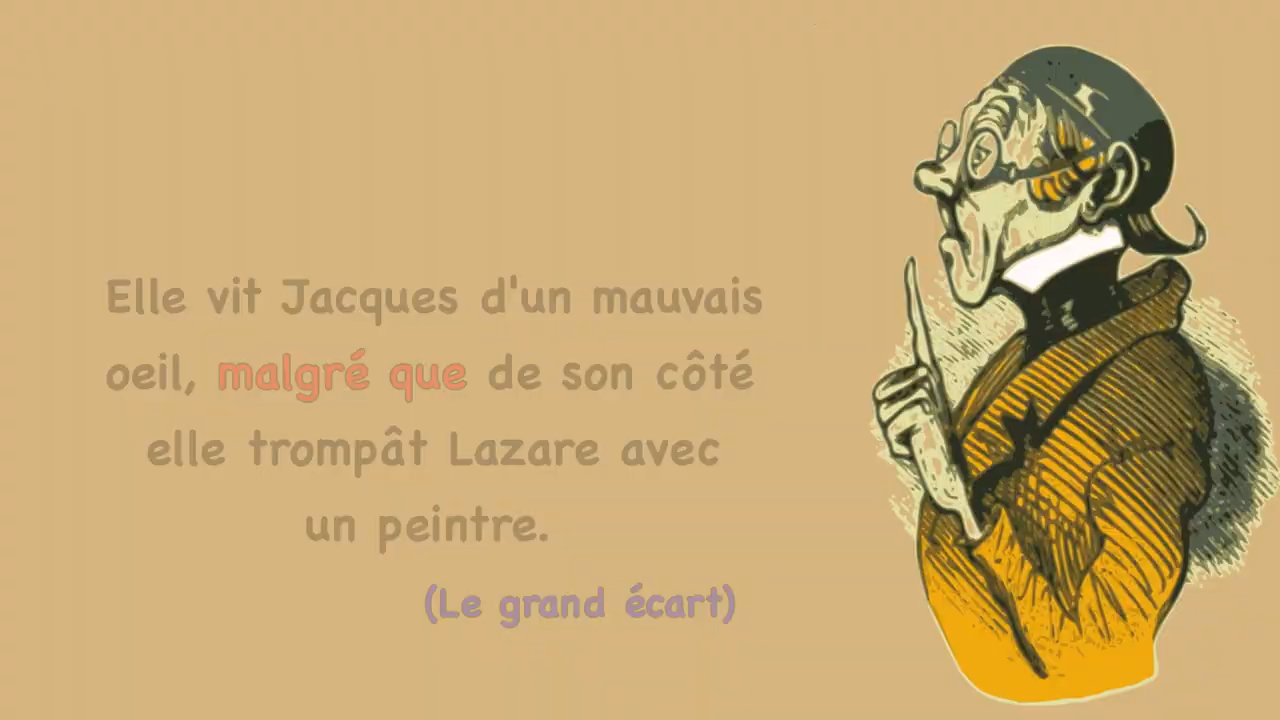 Elle vit Jacques d'un mauvais
oeil, malgré que de son côté
elle trompât Lazare avec
un peintre.
(Le grand écart)